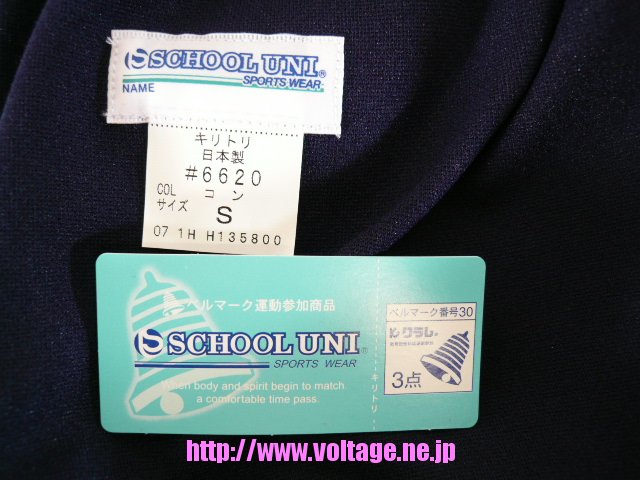 SCHOOL UNI®
SPORTS WEAR
NAME
キリトリ
日本製
#6620
COL コン
サイズ S
07 1H H135800
ベルマーク運動参加商品
SCHOOL UNI®
SPORTS WEAR
When body and spirit begin to match
a comfortable time pass.
キリトリ
ベルマーク番号30
クラレ
3点
http://www.voltage.ne.jp